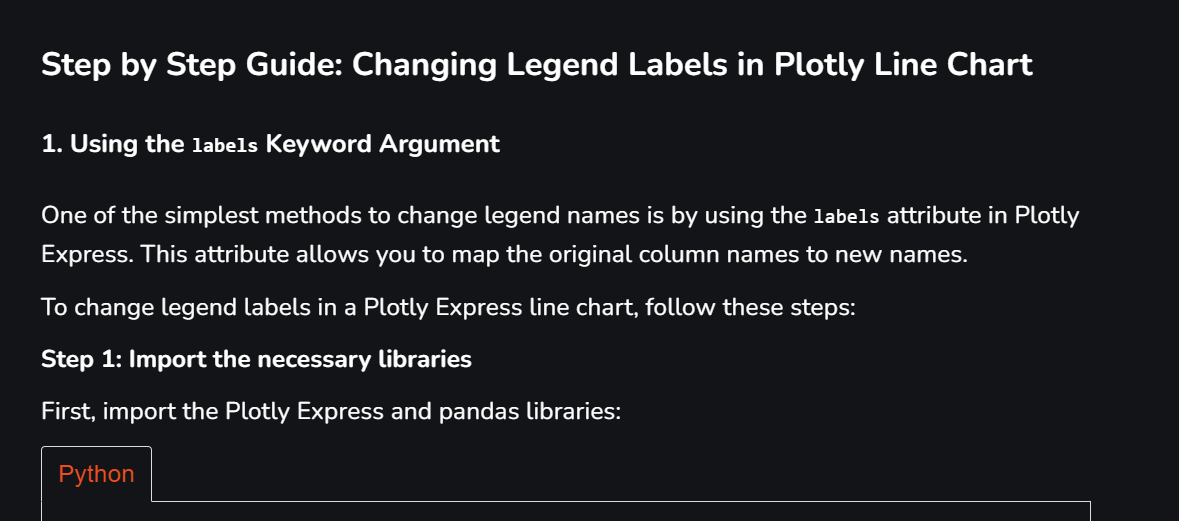 Step by Step Guide: Changing Legend Labels in Plotly Line Chart
1. Using the labels Keyword Argument
One of the simplest methods to change legend names is by using the labels attribute in Plotly
Express. This attribute allows you to map the original column names to new names.
To change legend labels in a Plotly Express line chart, follow these steps:
Step 1: Import the necessary libraries
First, import the Plotly Express and pandas libraries:
Python